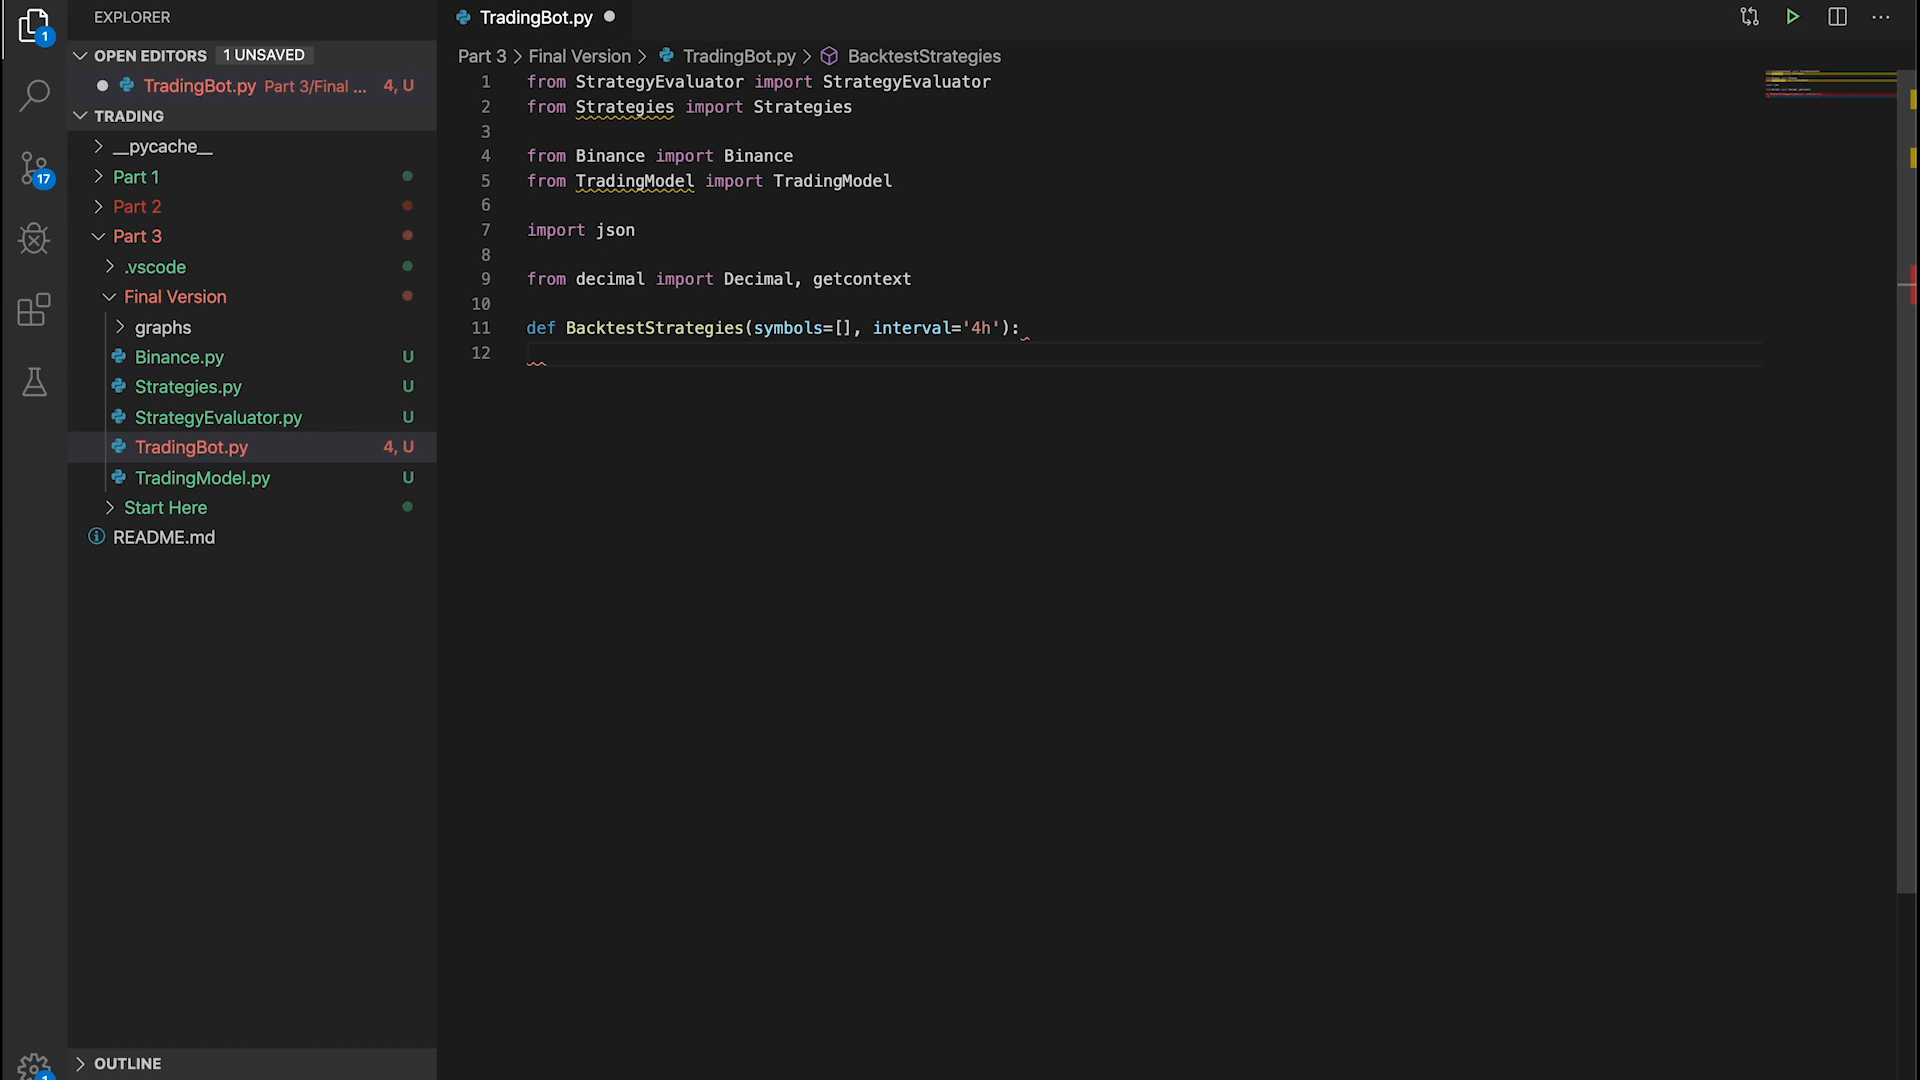 EXPLORER
OPEN EDITORS 1 UNSAVED
TradingBot.py Part 3/Final ... 4, U
TRADING
__pycache__
Part 1
Part 2
Part 3
.vscode
Final Version
graphs
Binance.py U
Strategies.py U
StrategyEvaluator.py U
TradingBot.py 4, U
TradingModel.py U
Start Here
README.md
OUTLINE
1
17
1
TradingBot.py
Part 3 > Final Version > TradingBot.py > BacktestStrategies
1 from StrategyEvaluator import StrategyEvaluator
2 from Strategies import Strategies
3
4 from Binance import Binance
5 from TradingModel import TradingModel
6
7 import json
8
9 from decimal import Decimal, getcontext
10
11 def BacktestStrategies(symbols=[], interval='4h'):
12